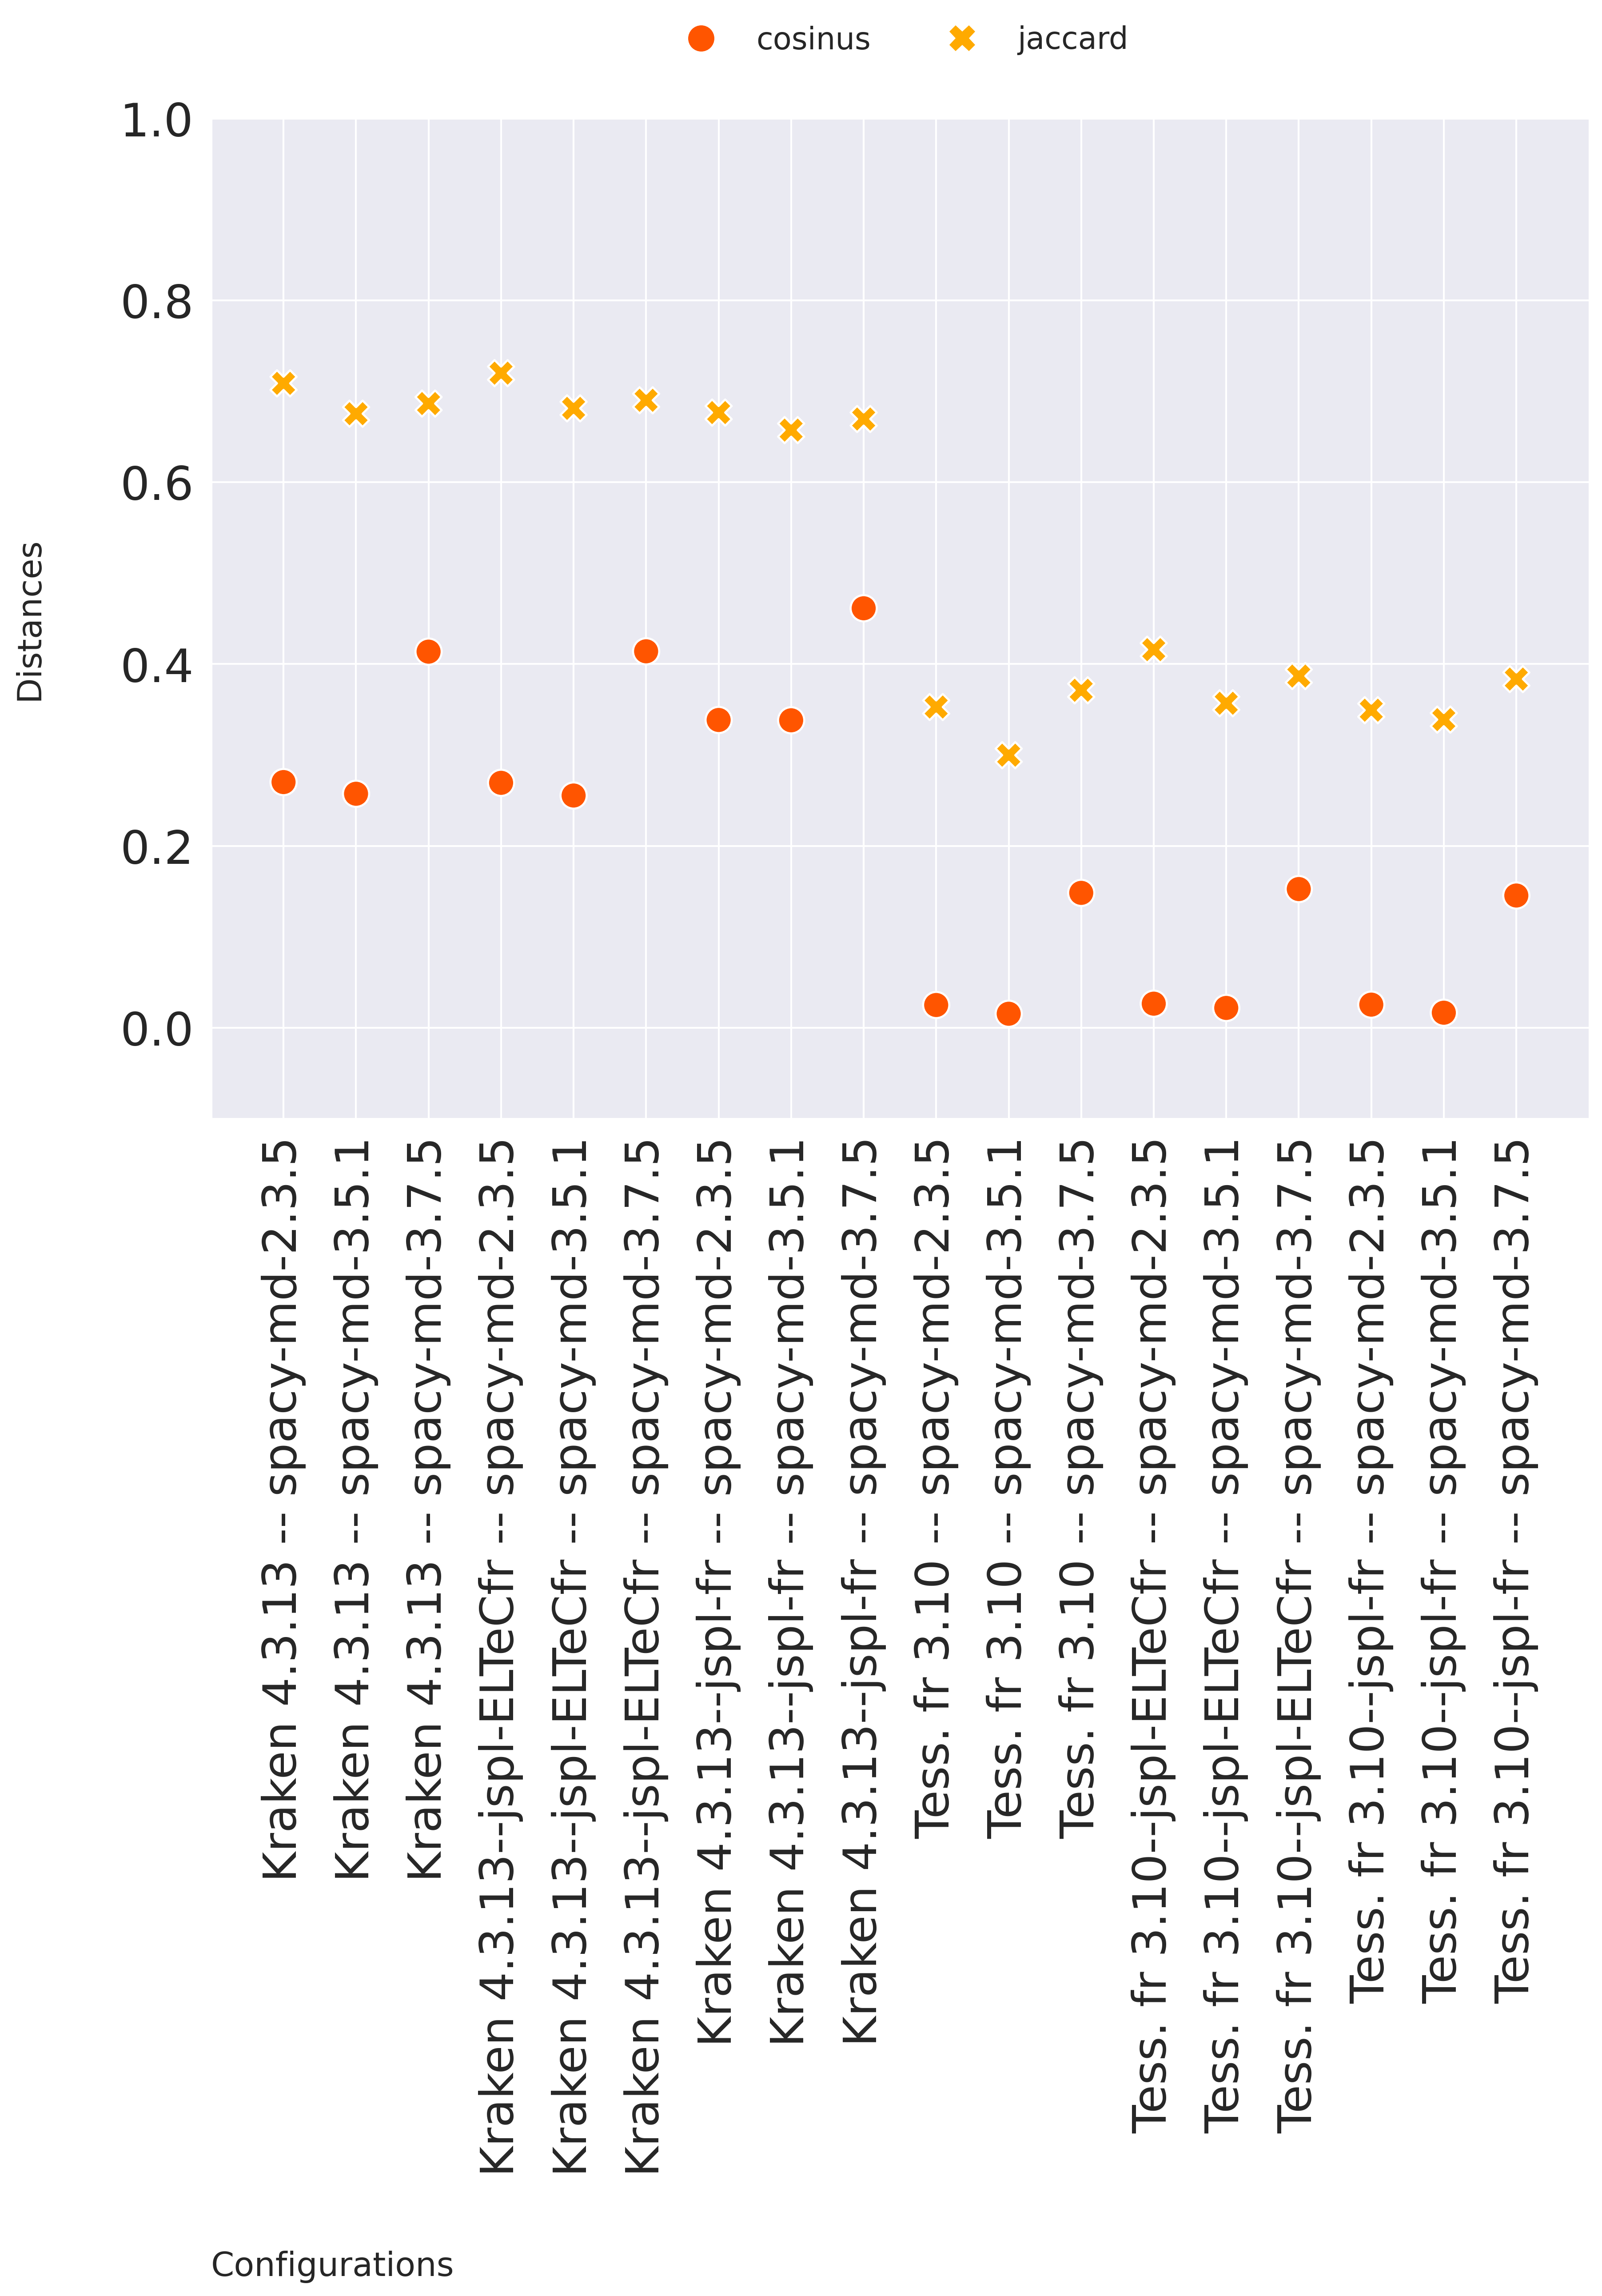 cosinus jaccard
1.0
0.8
0.6
0.4
0.2
0.0
Distances
Kraken 4.3.13 -- spacy-md-2.3.5
Kraken 4.3.13 -- spacy-md-3.5.1
Kraken 4.3.13 -- spacy-md-3.7.5
Kraken 4.3.13--jspl-ELTeCfr -- spacy-md-2.3.5
Kraken 4.3.13--jspl-ELTeCfr -- spacy-md-3.5.1
Kraken 4.3.13--jspl-ELTeCfr -- spacy-md-3.7.5
Kraken 4.3.13--jspl-fr -- spacy-md-2.3.5
Kraken 4.3.13--jspl-fr -- spacy-md-3.5.1
Kraken 4.3.13--jspl-fr -- spacy-md-3.7.5
Tess. fr 3.10 -- spacy-md-2.3.5
Tess. fr 3.10 -- spacy-md-3.5.1
Tess. fr 3.10 -- spacy-md-3.7.5
Tess. fr 3.10--jspl-ELTeCfr -- spacy-md-2.3.5
Tess. fr 3.10--jspl-ELTeCfr -- spacy-md-3.5.1
Tess. fr 3.10--jspl-ELTeCfr -- spacy-md-3.7.5
Tess. fr 3.10--jspl-fr -- spacy-md-2.3.5
Tess. fr 3.10--jspl-fr -- spacy-md-3.5.1
Tess. fr 3.10--jspl-fr -- spacy-md-3.7.5
Configurations